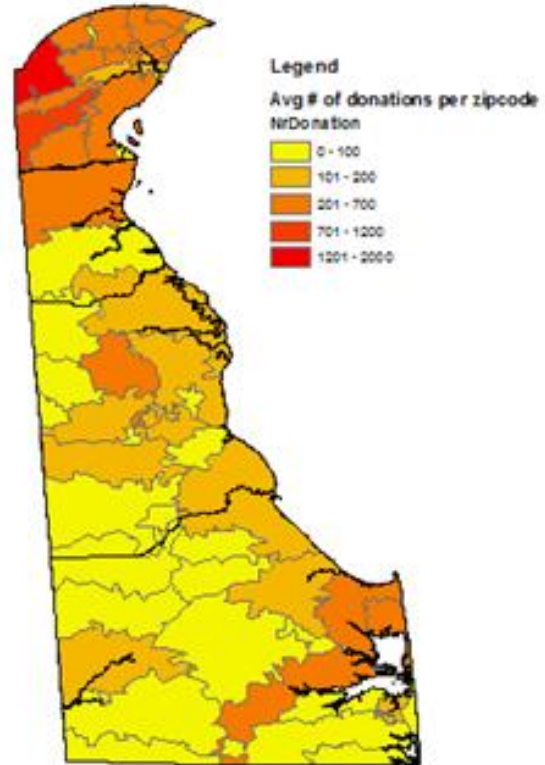 Legend
Avg # of donations per zipcode
NrDonation
0 - 100
101 - 200
201 - 700
701 - 1200
1201 - 2000